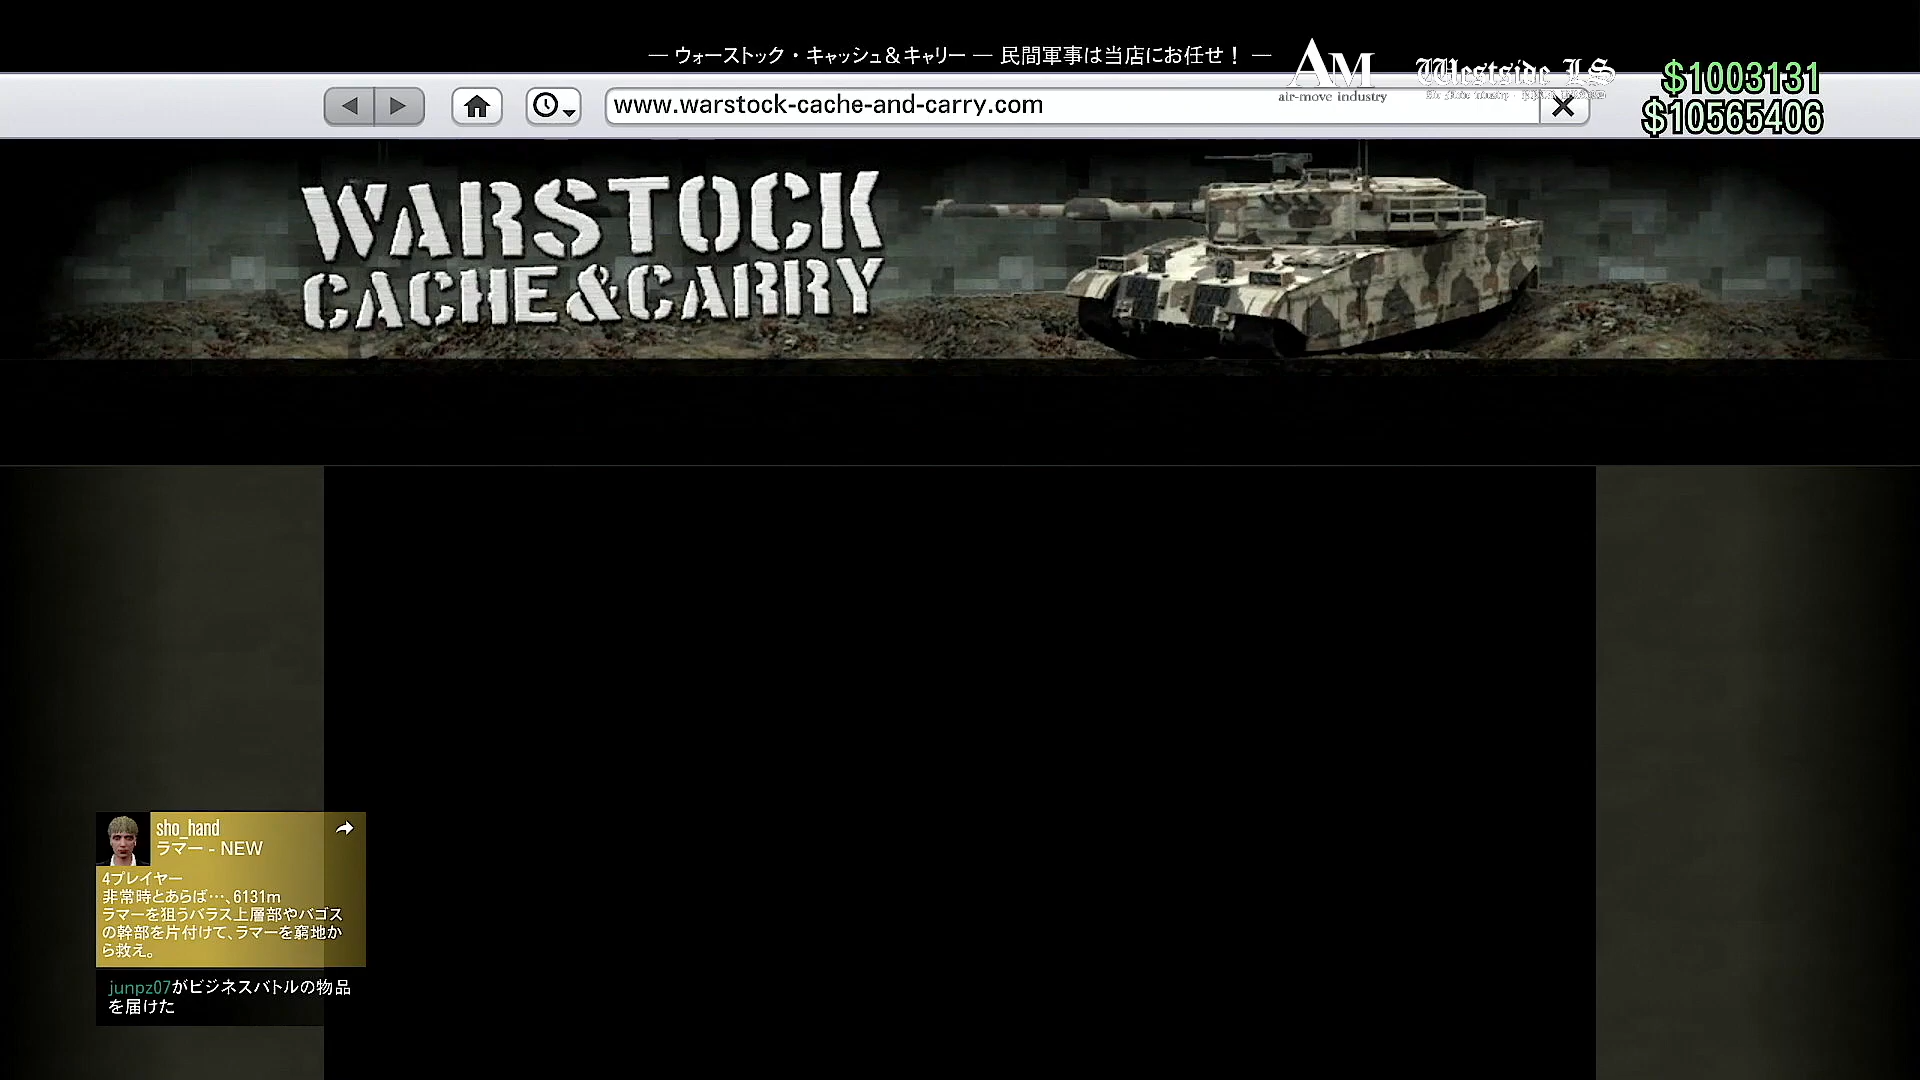 — ウォーストック・キャッシュ&キャリー — 民間軍事は当店にお任せ! —
AM
air-move industry
Westside LS
$1003131
$10565406
www.warstock-cache-and-carry.com
WARSTOCK
CACHE&CARRY
sho_hand
ラマー - NEW
4プレイヤー
非常時とあらば…、6131m
ラマーを狙うバラス上層部やバゴス
の幹部を片付けて、ラマーを窮地か
ら救え。
junpz07がビジネスバトルの物品
を届けた